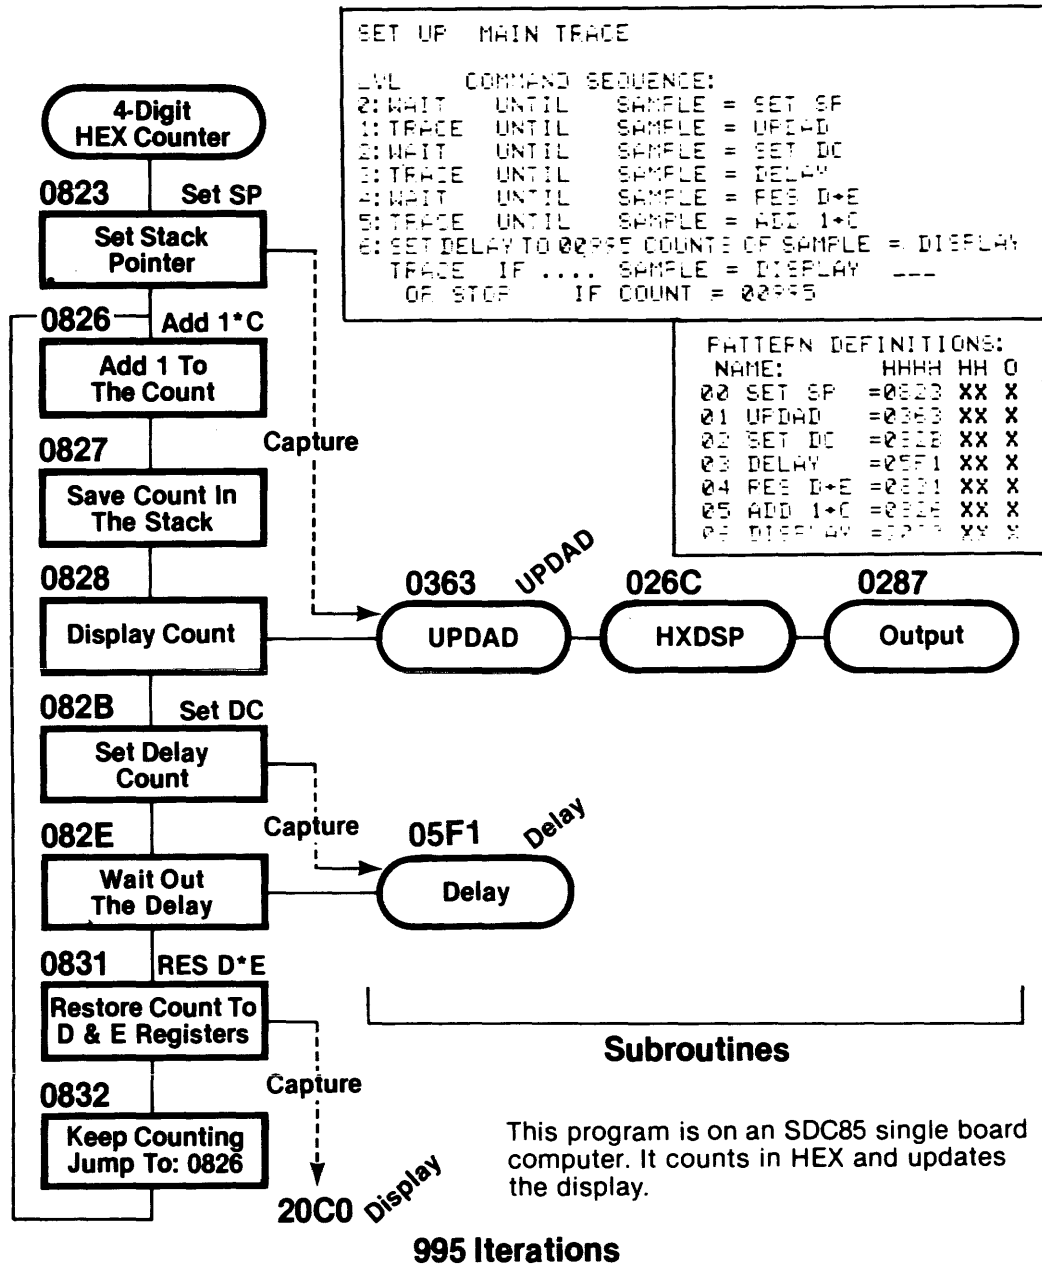 SET UP MAIN TRACE
LVL COMMAND SEQUENCE:
0: WAIT UNTIL SAMPLE = SET SP
1: TRACE UNTIL SAMPLE = UPDAD
2: WAIT UNTIL SAMPLE = SET DC
3: TRACE UNTIL SAMPLE = DELAY
4: WAIT UNTIL SAMPLE = RES D*E
5: TRACE UNTIL SAMPLE = ADD 1*C
6: SET DELAY TO 00995 COUNTS OF SAMPLE = DISPLAY
TRACE IF .... SAMPLE = DISPLAY ___
OR STOP IF COUNT = 00995
PATTERN DEFINITIONS:
NAME: HHHH HH O
00 SET SP =0823 XX X
01 UPDAD =0363 XX X
02 SET DC =082B XX X
03 DELAY =05F1 XX X
04 RES D*E =0831 XX X
05 ADD 1*C =0826 XX X
06 DISPLAY XX X
4-Digit
HEX Counter
0823 Set SP
Set Stack
Pointer
0826 Add 1*C
Add 1 To
The Count
Capture
0827
Save Count In
The Stack
0828
Display Count
0363 UPDAD
UPDAD
026C
HXDSP
0287
Output
082B Set DC
Set Delay
Count
Capture
082E
Wait Out
The Delay
05F1 Delay
Delay
0831 RES D*E
Restore Count To
D & E Registers
Capture
Subroutines
0832
Keep Counting
Jump To: 0826
20C0 Display
This program is on an SDC85 single board
computer. It counts in HEX and updates
the display.
995 Iterations